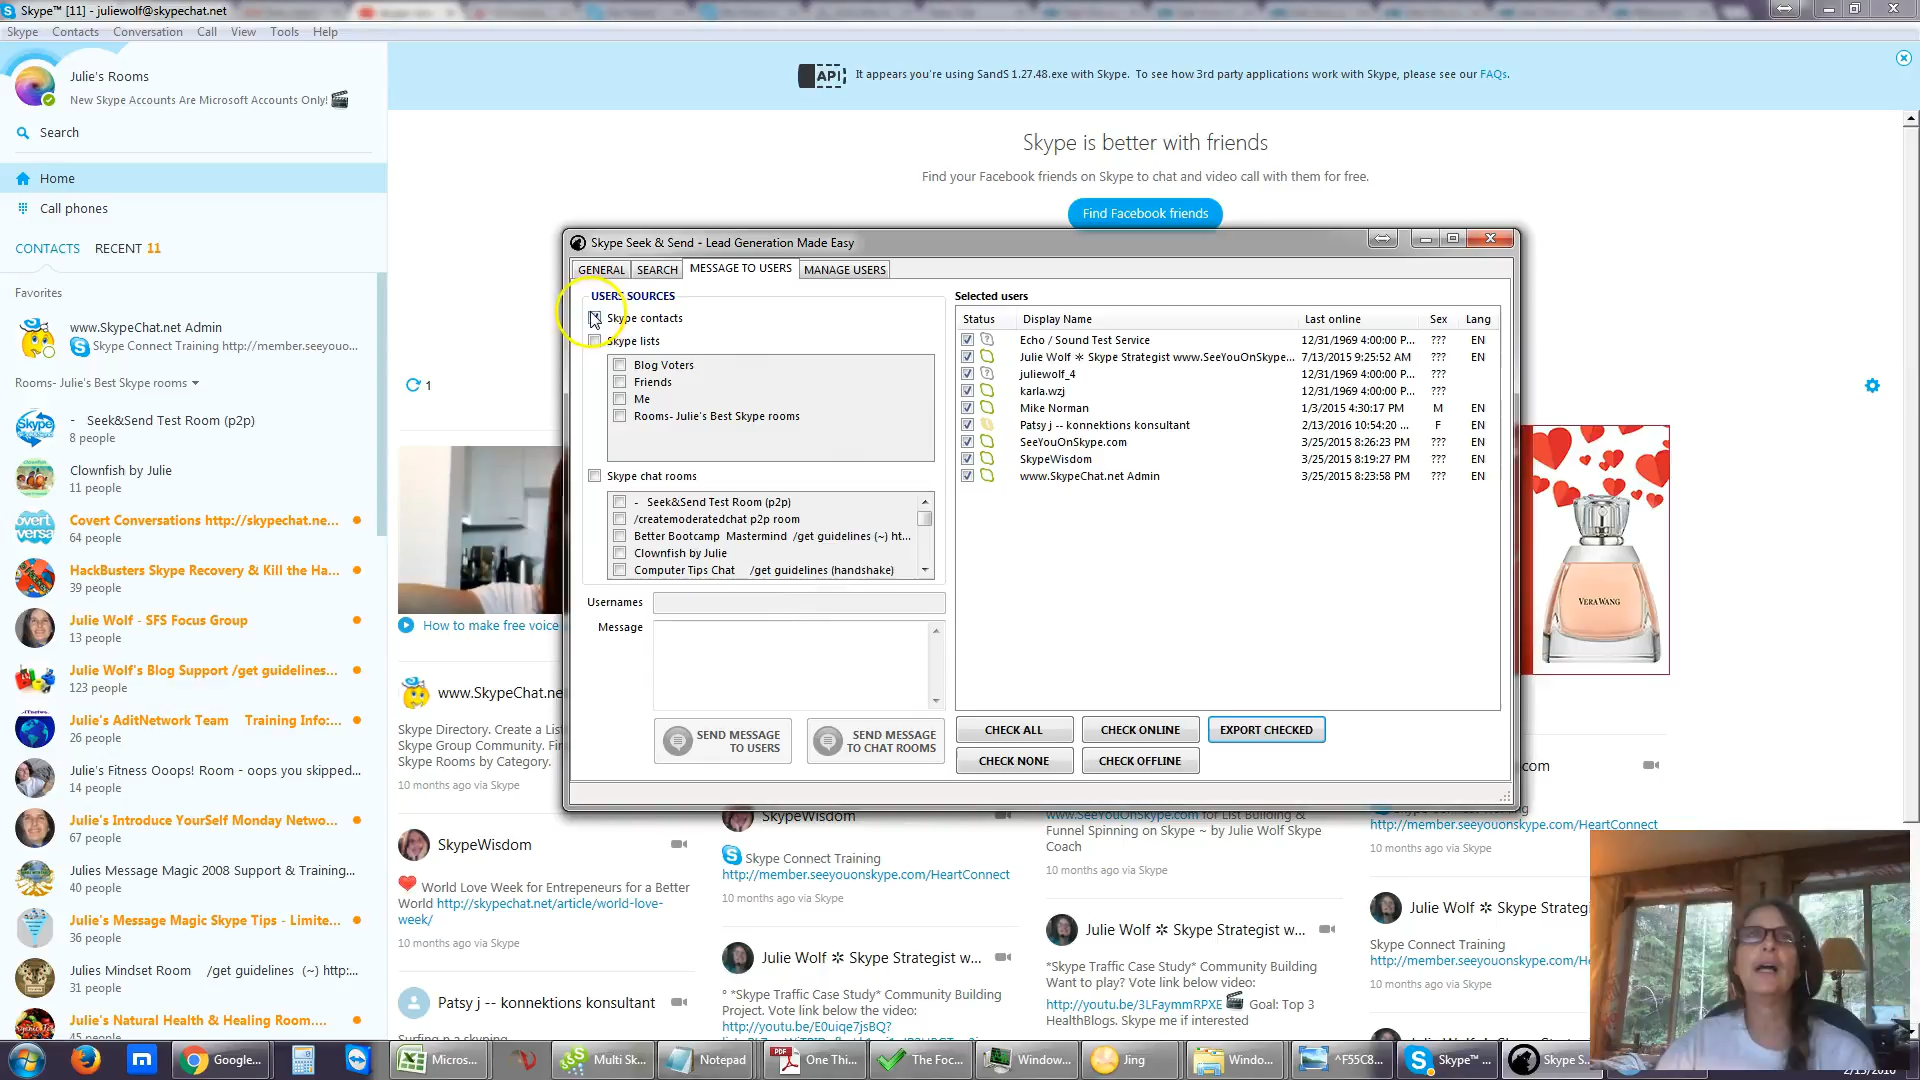 Skype™ [11] - juliewolf@skypechat.net
Skype Contacts Conversation Call View Tools Help
Julie's Rooms
New Skype Accounts Are Microsoft Accounts Only!
Search
Home
Call phones
CONTACTS RECENT 11
Favorites
www.SkypeChat.net Admin
Skype Connect Training http://member.seeyouo...
Rooms- Julie's Best Skype rooms
- Seek&Send Test Room (p2p)
8 people
Clownfish by Julie
11 people
Covert Conversations http://skypechat.ne...
64 people
HackBusters Skype Recovery & Kill the Ha...
39 people
Julie Wolf - SFS Focus Group
13 people
Julie Wolf's Blog Support /get guidelines...
123 people
Julie's AditNetwork Team Training Info:...
26 people
Julie's Fitness Ooops! Room - oops you skipped...
14 people
Julie's Introduce YourSelf Monday Netwo...
67 people
Julies Message Magic 2008 Support & Training...
40 people
Julie's Message Magic Skype Tips - Limite...
36 people
Julies Mindset Room /get guidelines (~) http:...
31 people
Julie's Natural Health & Healing Room....
45 people
API
It appears you're using SandS 1.27.48.exe with Skype. To see how 3rd party applications work with Skype, please see our FAQs.
Skype is better with friends
Find your Facebook friends on Skype to chat and video call with them for free.
Find Facebook friends
1
Skype Seek & Send - Lead Generation Made Easy
GENERAL SEARCH MESSAGE TO USERS MANAGE USERS
USERS SOURCES
Skype contacts
Skype lists
Blog Voters
Friends
Me
Rooms- Julie's Best Skype rooms
Skype chat rooms
- Seek&Send Test Room (p2p)
/createmoderatedchat p2p room
Better Bootcamp Mastermind /get guidelines (~) ht...
Clownfish by Julie
Computer Tips Chat /get guidelines (handshake)
Usernames
Message
SEND MESSAGE TO USERS
SEND MESSAGE TO CHAT ROOMS
Selected users
Status Display Name Last online Sex Lang
Echo / Sound Test Service 12/31/1969 4:00:00 P... ??? EN
Julie Wolf ✲ Skype Strategist www.SeeYouOnSkype... 7/13/2015 9:25:52 AM ??? EN
juliewolf_4 12/31/1969 4:00:00 P... ???
karla.wzj 12/31/1969 4:00:00 P... ???
Mike Norman 1/3/2015 4:30:17 PM M EN
Patsy j -- konnektions konsultant 2/13/2016 10:54:20 ... F EN
SeeYouOnSkype.com 3/25/2015 8:26:23 PM ??? EN
SkypeWisdom 3/25/2015 8:19:27 PM ??? EN
www.SkypeChat.net Admin 3/25/2015 8:23:58 PM ??? EN
CHECK ALL CHECK ONLINE EXPORT CHECKED
CHECK NONE CHECK OFFLINE
VERA WANG
How to make free voice
www.SkypeChat.ne
Skype Directory. Create a List
Skype Group Community. Fin
Skype Rooms by Category.
10 months ago via Skype
SkypeWisdom
World Love Week for Entrepeneurs for a Better
World http://skypechat.net/article/world-love-
week/
10 months ago via Skype
Patsy j -- konnektions konsultant
Surfing n a skyping
SkypeWisdom
Skype Connect Training
http://member.seeyouonskype.com/HeartConnect
10 months ago via Skype
Julie Wolf ✲ Skype Strategist w...
° *Skype Traffic Case Study* Community Building
Project. Vote link below the video:
http://youtu.be/E0uiqe7jsBQ?
www.SeeYouOnSkype.com for List Building &
Funnel Spinning on Skype ~ by Julie Wolf Skype
Coach
10 months ago via Skype
Julie Wolf ✲ Skype Strategist w...
*Skype Traffic Case Study* Community Building
Want to play? Vote link below video:
http://youtu.be/3LFaymmRPXE Goal: Top 3
HealthBlogs. Skype me if interested
com
http://member.seeyouonskype.com/HeartConnect
10 months ago via Skype
Julie Wolf ✲ Skype Strateg
Skype Connect Training
http://member.seeyouonskyp
10 months ago via Skype
Google... Micros... Multi Sk... Notepad One Thi... The Foc... Window... Jing Windo... ^F55C8... Skype™ ... Skype S...